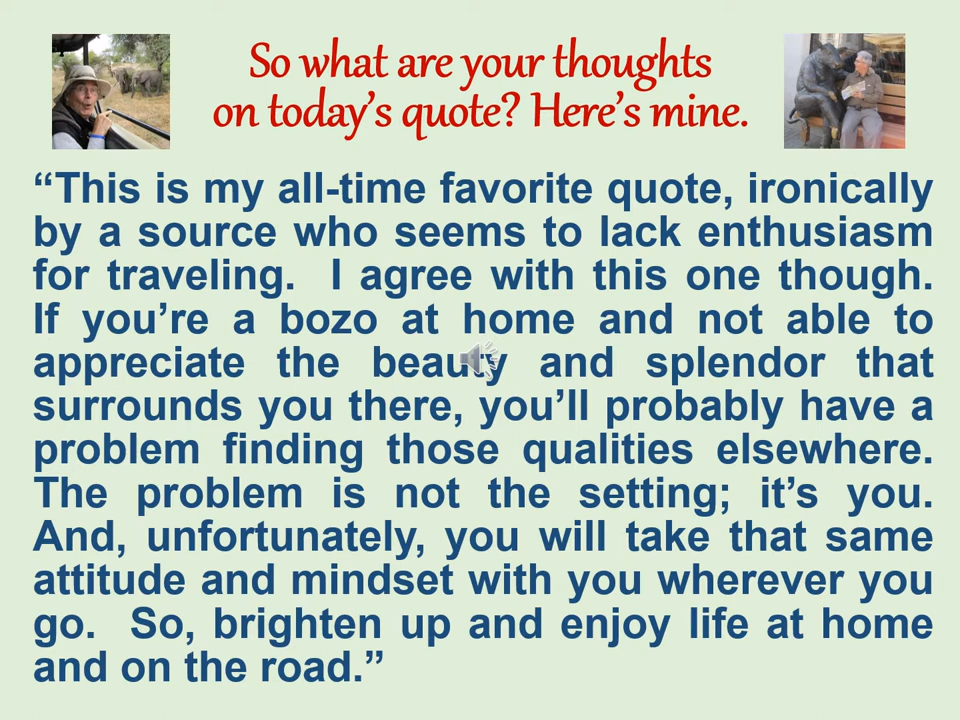 So what are your thoughts
on today’s quote? Here’s mine.
“This is my all-time favorite quote, ironically
by a source who seems to lack enthusiasm
for traveling. I agree with this one though.
If you’re a bozo at home and not able to
appreciate the beauty and splendor that
surrounds you there, you’ll probably have a
problem finding those qualities elsewhere.
The problem is not the setting; it’s you.
And, unfortunately, you will take that same
attitude and mindset with you wherever you
go. So, brighten up and enjoy life at home
and on the road.”